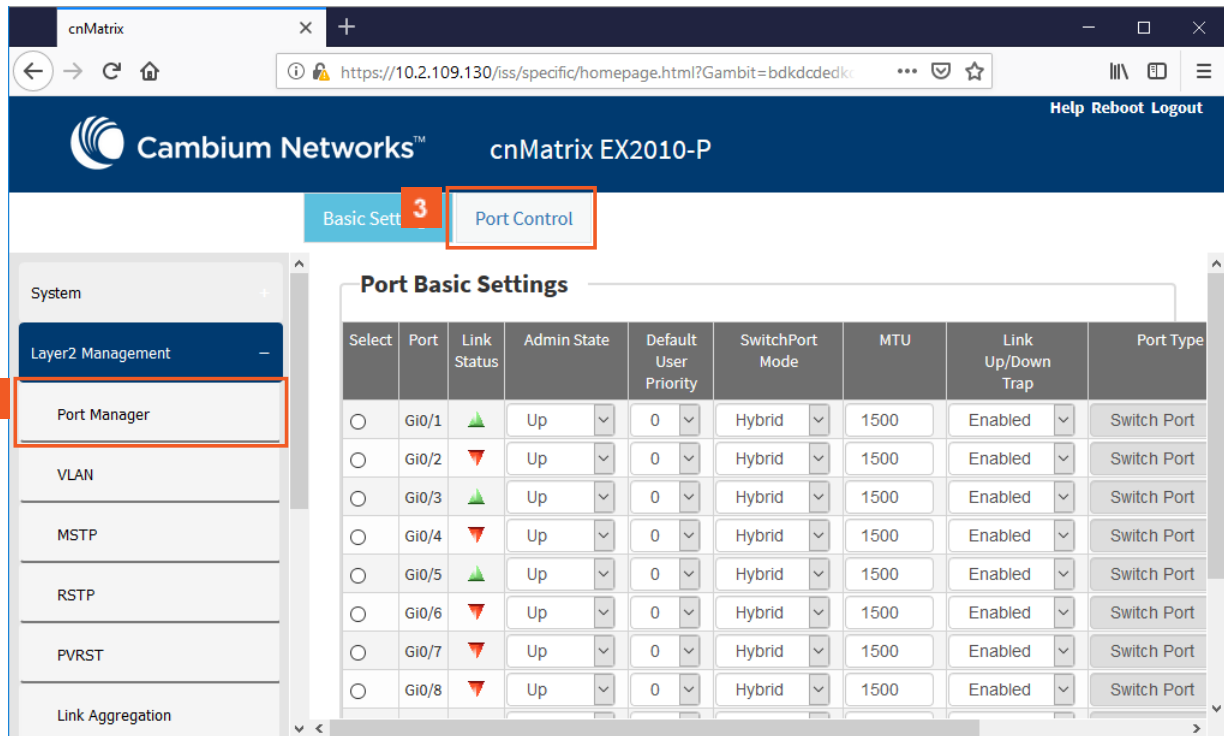 cnMatrix
https://10.2.109.130/iss/specific/homepage.html?Gambit=bdkdcdedkc
Help Reboot Logout
Cambium Networks™ cnMatrix EX2010-P
Basic Sett 3 Port Control
System +
Layer2 Management −
Port Manager
VLAN
MSTP
RSTP
PVRST
Link Aggregation
Port Basic Settings
Select Port Link Status Admin State Default User Priority SwitchPort Mode MTU Link Up/Down Trap Port Type
Gi0/1 Up 0 Hybrid 1500 Enabled Switch Port
Gi0/2 Up 0 Hybrid 1500 Enabled Switch Port
Gi0/3 Up 0 Hybrid 1500 Enabled Switch Port
Gi0/4 Up 0 Hybrid 1500 Enabled Switch Port
Gi0/5 Up 0 Hybrid 1500 Enabled Switch Port
Gi0/6 Up 0 Hybrid 1500 Enabled Switch Port
Gi0/7 Up 0 Hybrid 1500 Enabled Switch Port
Gi0/8 Up 0 Hybrid 1500 Enabled Switch Port